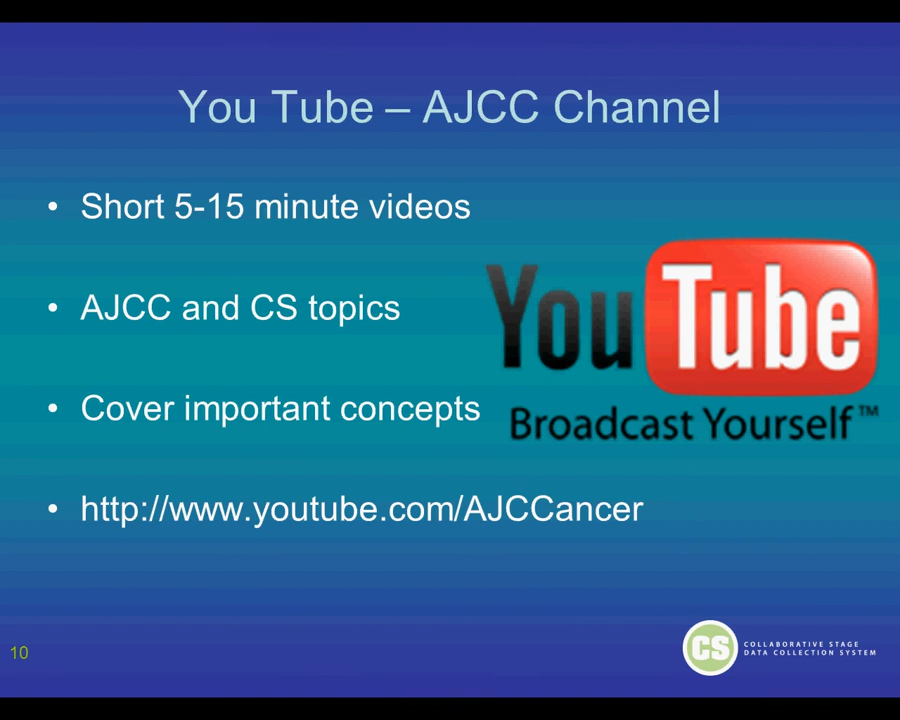 You Tube – AJCC Channel
• Short 5-15 minute videos
• AJCC and CS topics
• Cover important concepts
• http://www.youtube.com/AJCCancer
You Tube
Broadcast Yourself™
10
CS
COLLABORATIVE STAGE
DATA COLLECTION SYSTEM